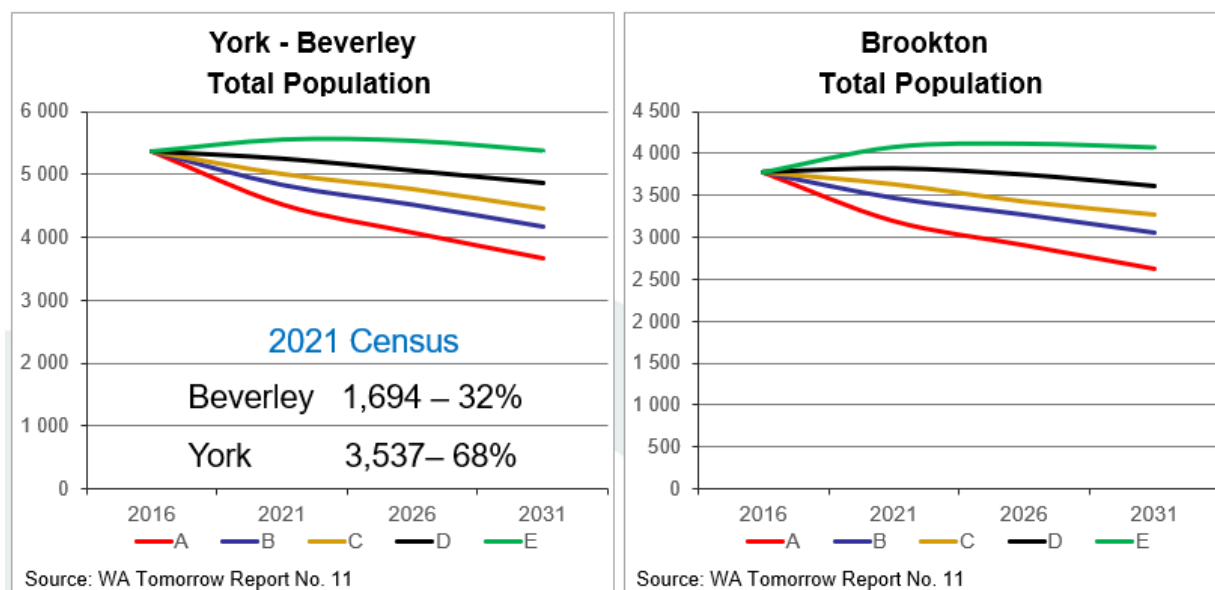 York - Beverley
Total Population
6 000
5 000
4 000
3 000
2 000
1 000
0
2021 Census
Beverley 1,694 – 32%
York 3,537– 68%
2016 2021 2026 2031
A B C D E
Source: WA Tomorrow Report No. 11
Brookton
Total Population
4 500
4 000
3 500
3 000
2 500
2 000
1 500
1 000
500
0
2016 2021 2026 2031
A B C D E
Source: WA Tomorrow Report No. 11